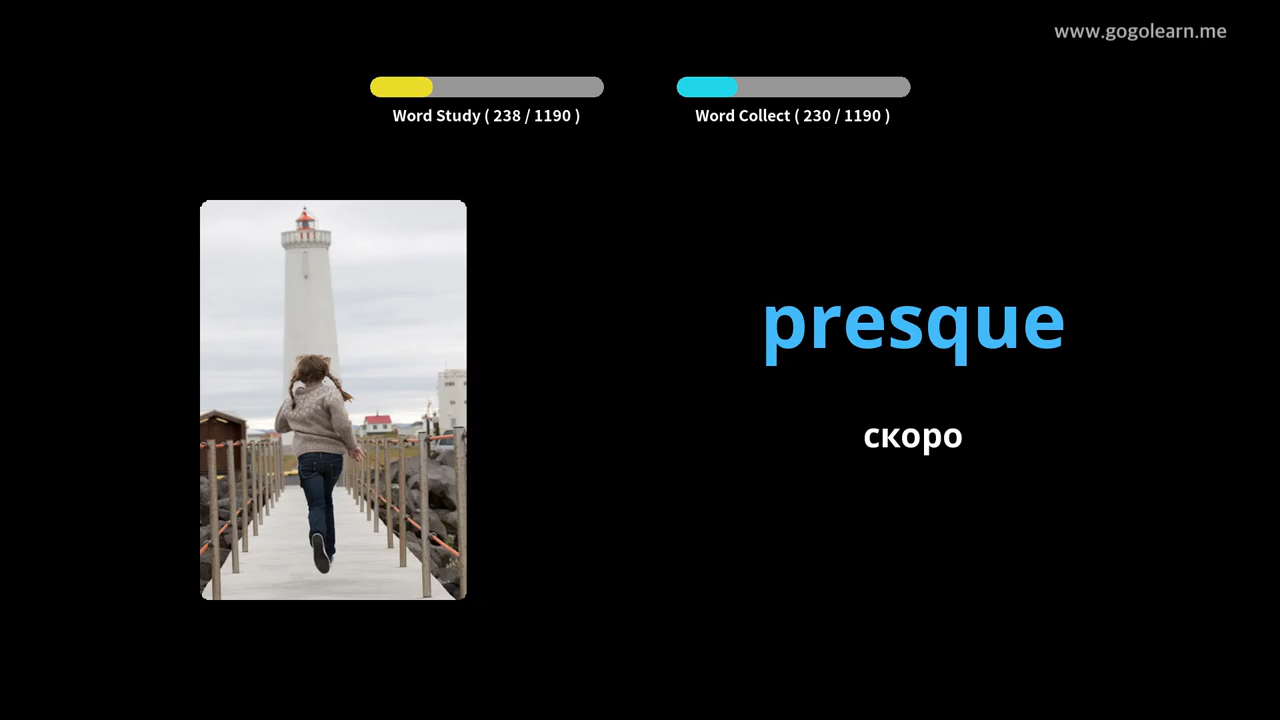 www.gogolearn.me
Word Study ( 238 / 1190 )
Word Collect ( 230 / 1190 )
presque
скоро